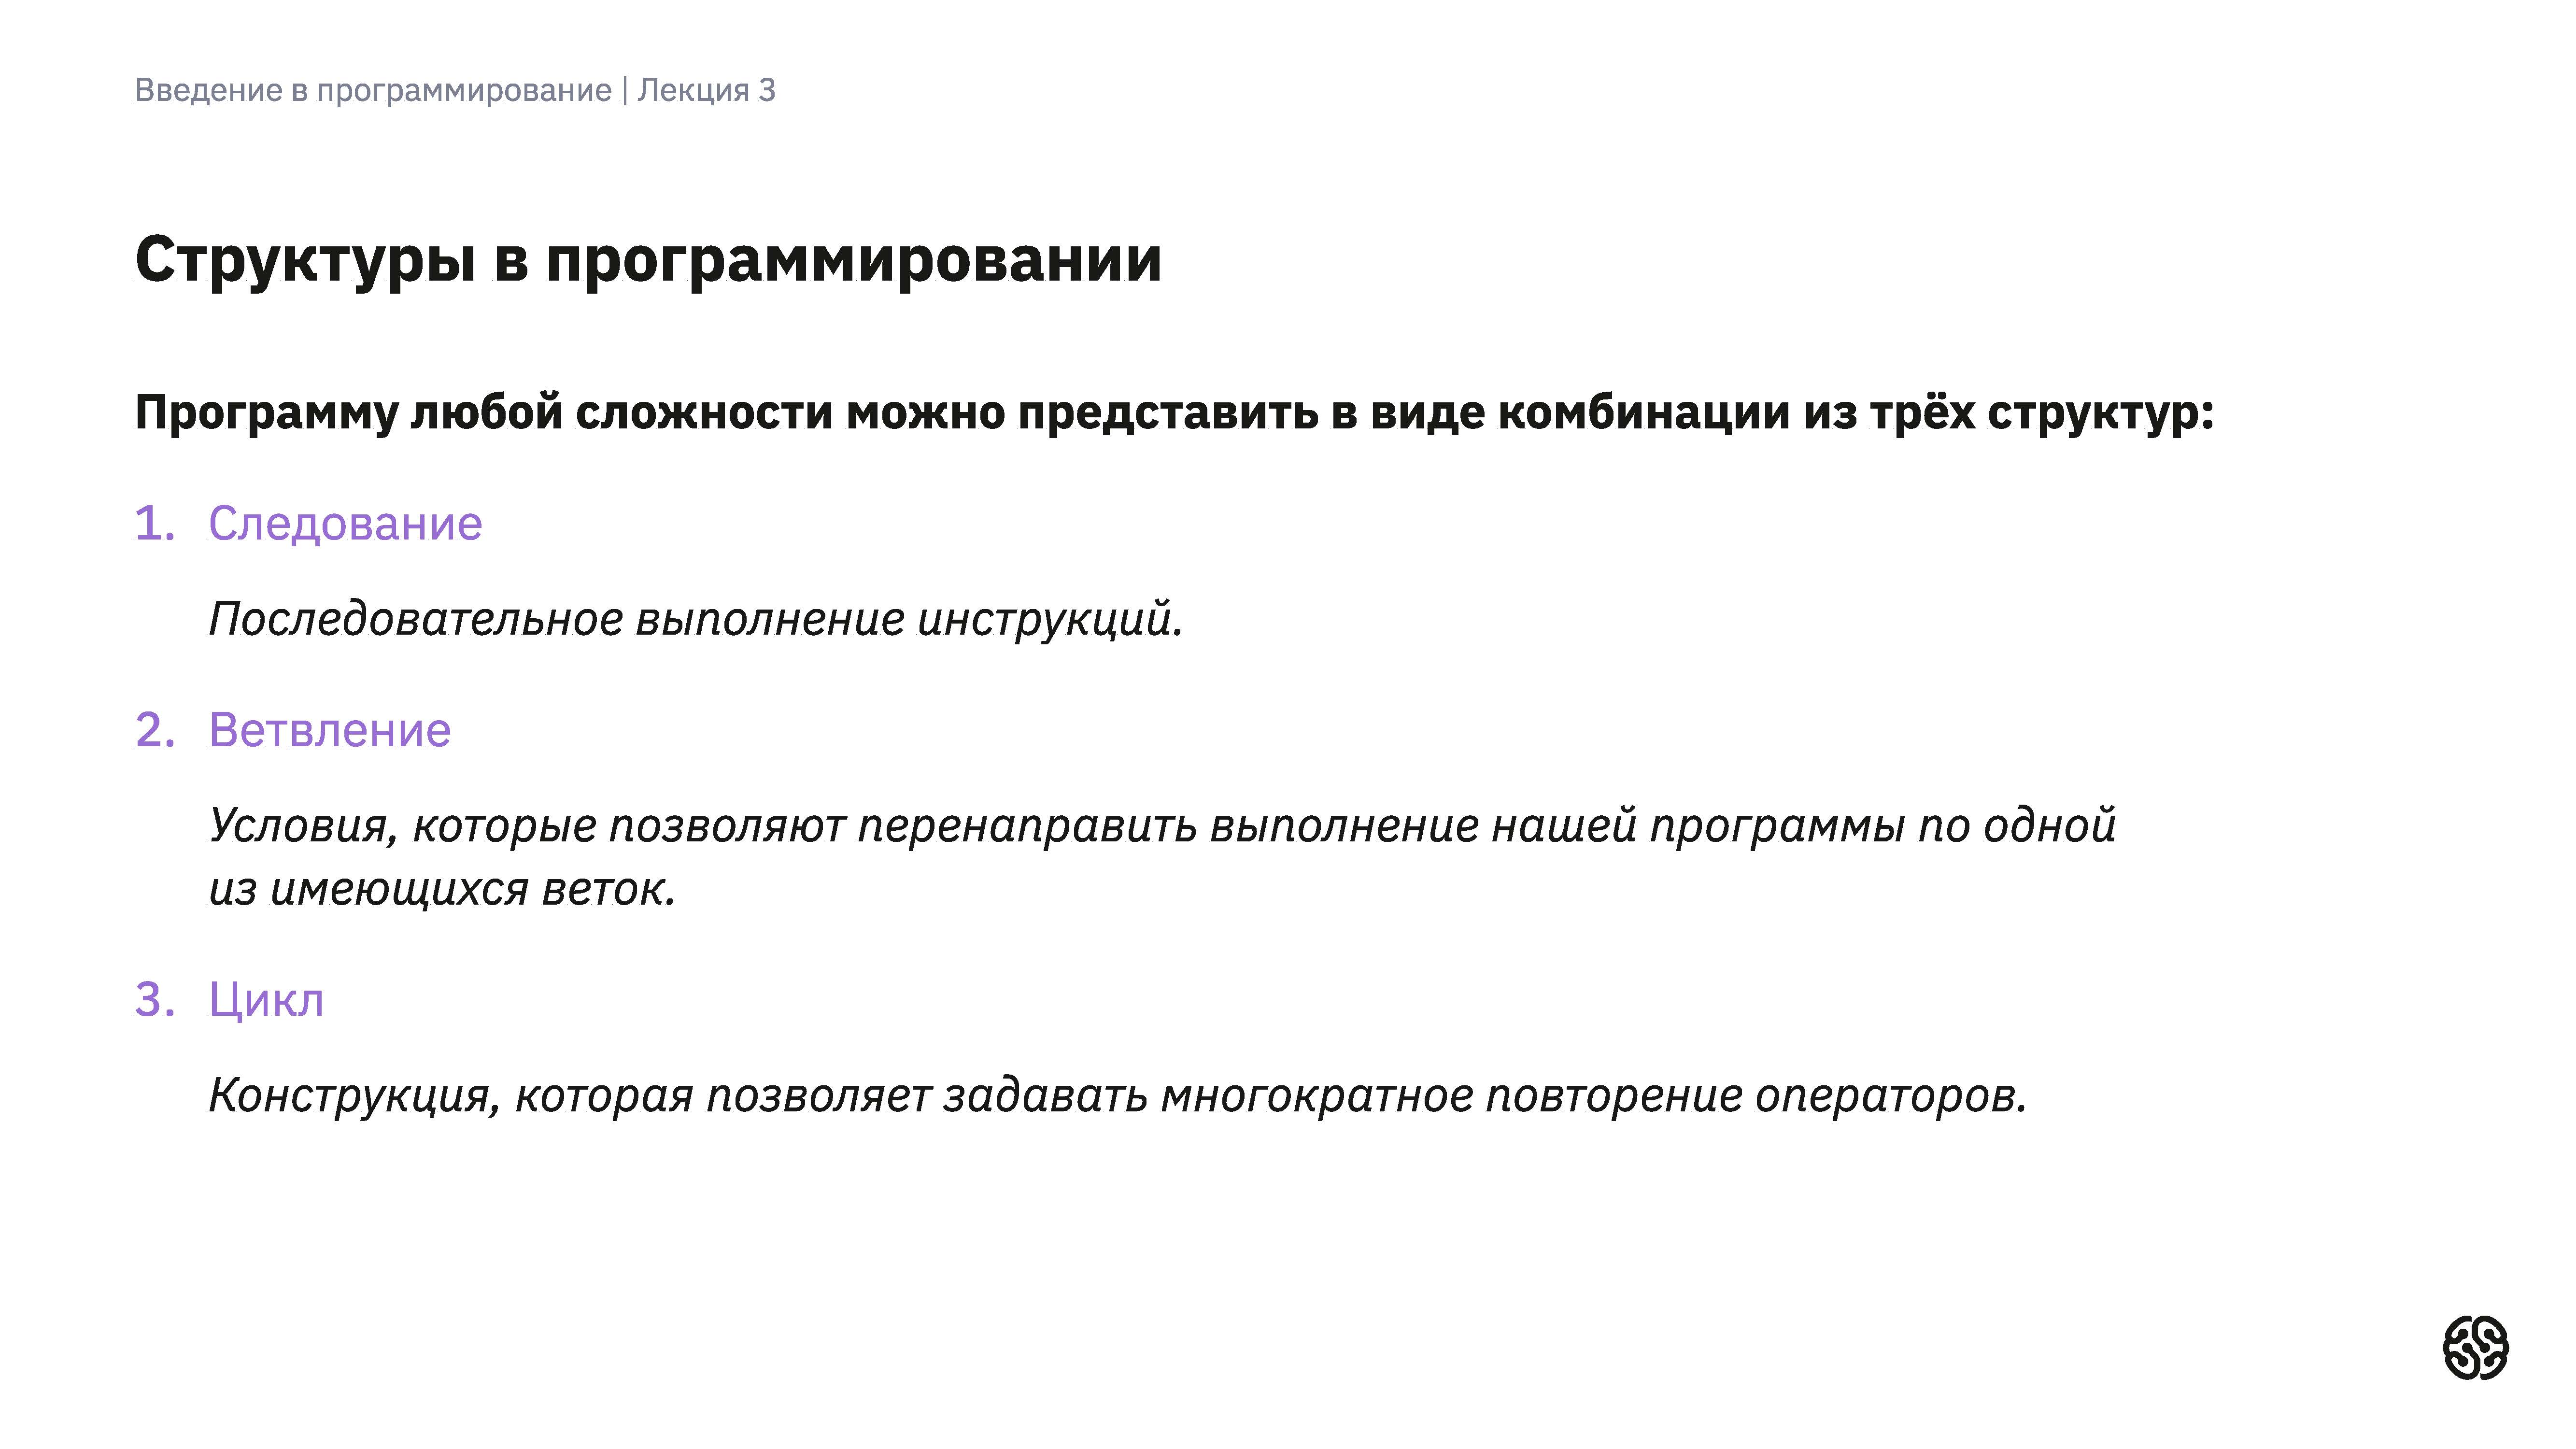 Введение в программирование | Лекция 3
Структуры в программировании
Программу любой сложности можно представить в виде комбинации из трёх структур:
1. Следование
Последовательное выполнение инструкций.
2. Ветвление
Условия, которые позволяют перенаправить выполнение нашей программы по одной
из имеющихся веток.
3. Цикл
Конструкция, которая позволяет задавать многократное повторение операторов.